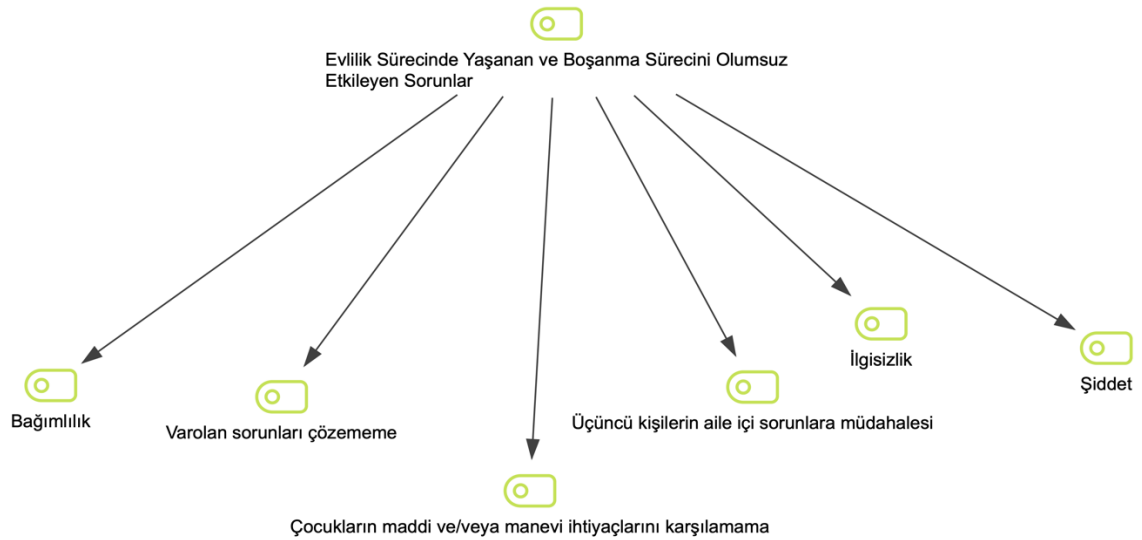 Evlilik Sürecinde Yaşanan ve Boşanma Sürecini Olumsuz
Etkileyen Sorunlar
İlgisizlik
Şiddet
Bağımlılık
Varolan sorunları çözememe
Üçüncü kişilerin aile içi sorunlara müdahalesi
Çocukların maddi ve/veya manevi ihtiyaçlarını karşılamama